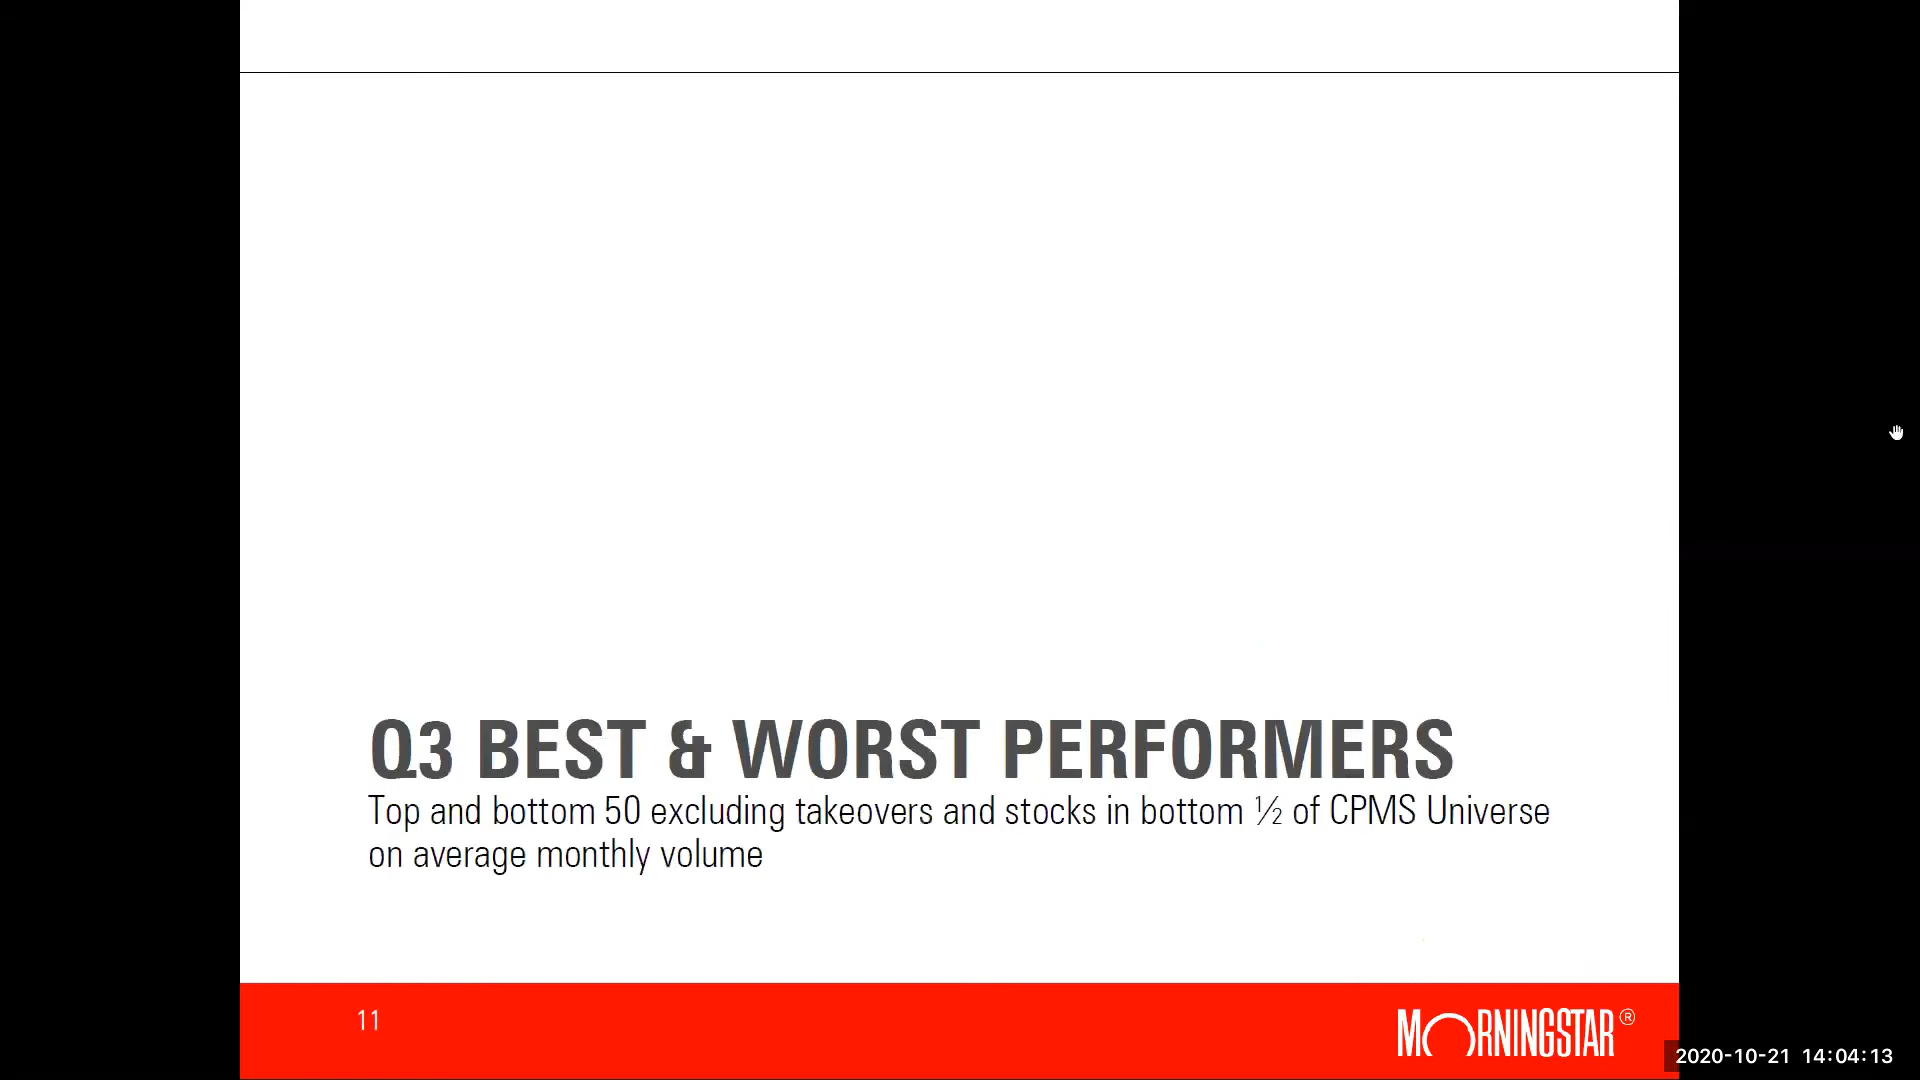 Q3 BEST & WORST PERFORMERS
Top and bottom 50 excluding takeovers and stocks in bottom ½ of CPMS Universe
on average monthly volume
11
MORNINGSTAR®
2020-10-21 14:04:13